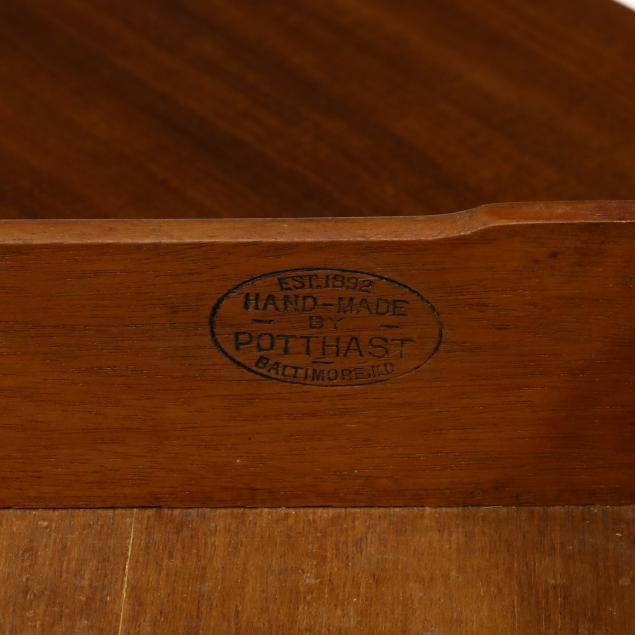 EST. 1892
HAND-MADE
BY
POTTHAST
BALTIMORE, MD